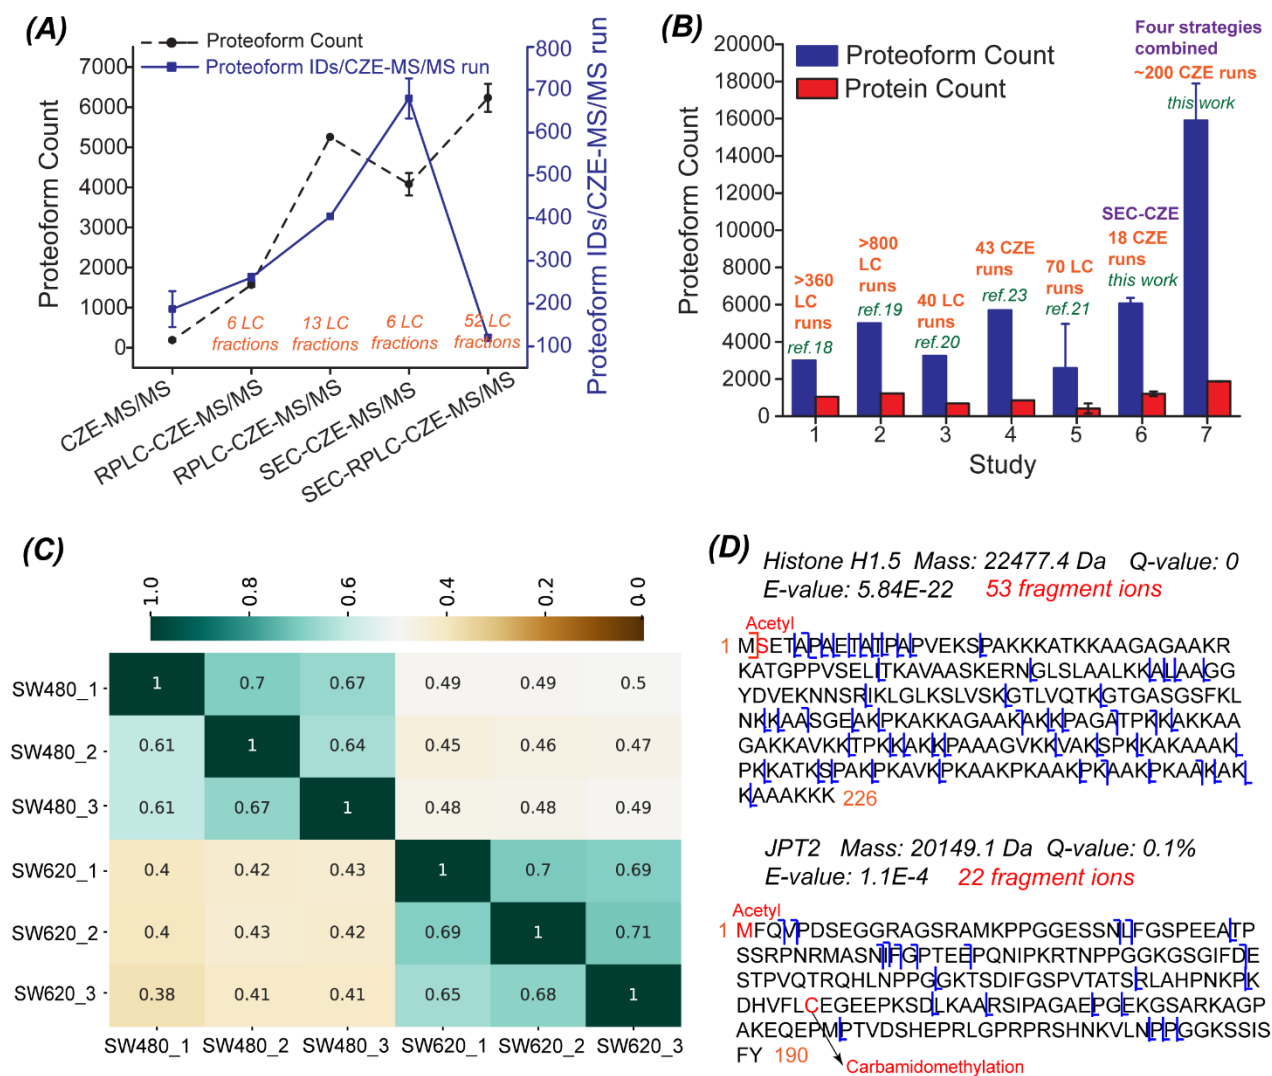 (A)
Proteoform Count
Proteoform IDs/CZE-MS/MS run
Proteoform Count
7000
6000
5000
4000
3000
2000
1000
0
800
700
600
500
400
300
200
100
Proteoform IDs/CZE-MS/MS run
6 LC
fractions
13 LC
fractions
6 LC
fractions
52 LC
fractions
CZE-MS/MS
RPLC-CZE-MS/MS
RPLC-CZE-MS/MS
SEC-CZE-MS/MS
SEC-RPLC-CZE-MS/MS
(B)
Proteoform Count
Protein Count
Proteoform Count
20000
18000
16000
14000
12000
10000
8000
6000
4000
2000
0
>360
LC
runs
ref.18
>800
LC
runs
ref.19
40 LC
runs
ref.20
43 CZE
runs
ref.23
70 LC
runs
ref.21
SEC-CZE
18 CZE
runs
this work
Four strategies
combined
~200 CZE runs
this work
1 2 3 4 5 6 7
Study
(C)
1.0 0.8 0.6 0.4 0.2 0.0
SW480_1 1 0.7 0.67 0.49 0.49 0.5
SW480_2 0.61 1 0.64 0.45 0.46 0.47
SW480_3 0.61 0.67 1 0.48 0.48 0.49
SW620_1 0.4 0.42 0.43 1 0.7 0.69
SW620_2 0.4 0.43 0.42 0.69 1 0.71
SW620_3 0.38 0.41 0.41 0.65 0.68 1
SW480_1 SW480_2 SW480_3 SW620_1 SW620_2 SW620_3
(D)
Histone H1.5 Mass: 22477.4 Da Q-value: 0
E-value: 5.84E-22 53 fragment ions
Acetyl
1 MSETAPAETATPAPVEKSPAKKKATKKAAGAGAAKR
KATGPPVSELITKAVAASKERNGLSLAALKKALAAGG
YDVEKNNSRIKLGLKSLVSKGTLVQTKGTGASGSFKL
NKKAASGEAKPKAKKAGAAKAKKPAGATPKKAKKAA
GAKKAVKKTPKKAKKPAAAGVKKVAKSPKKAKAAAK
PKKATKSPAKPKAVKPKAAKPKAAKPKAAKPKAAKAK
KAAAKKK 226
JPT2 Mass: 20149.1 Da Q-value: 0.1%
E-value: 1.1E-4 22 fragment ions
Acetyl
1 MFQVPDSEGGRAGSRAMKPPGGESSNLFGSPEEATP
SSRPNRMASNIFGPTEEPQNIPKRTNPPGGKGSGIFDE
STPVQTRQHLNPPGGKTSDIFGSPVTATSRLAHPNKPK
DHVFLCEGEEPKSDLKAARSIPAGAEPGEKGSARKAGP
AKEQEPMPTVDSHEPRLGPRPRSHNKVLNPPGGKSSIS
FY 190
Carbamidomethylation